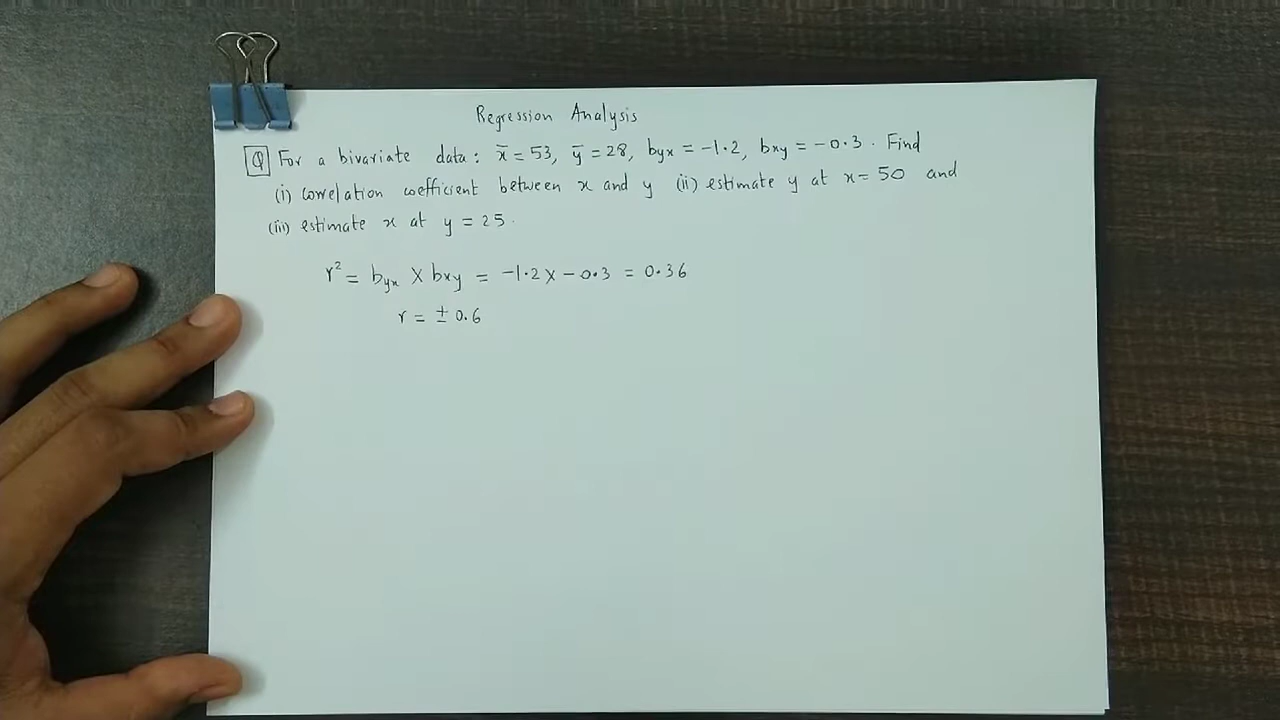 Regression Analysis
Q For a bivariate data: x̄ = 53, ȳ = 28, byx = -1.2, bxy = -0.3. Find
(i) correlation coefficient between x and y (ii) estimate y at x = 50 and
(iii) estimate x at y = 25.
r² = byx × bxy = -1.2 × -0.3 = 0.36
r = ± 0.6